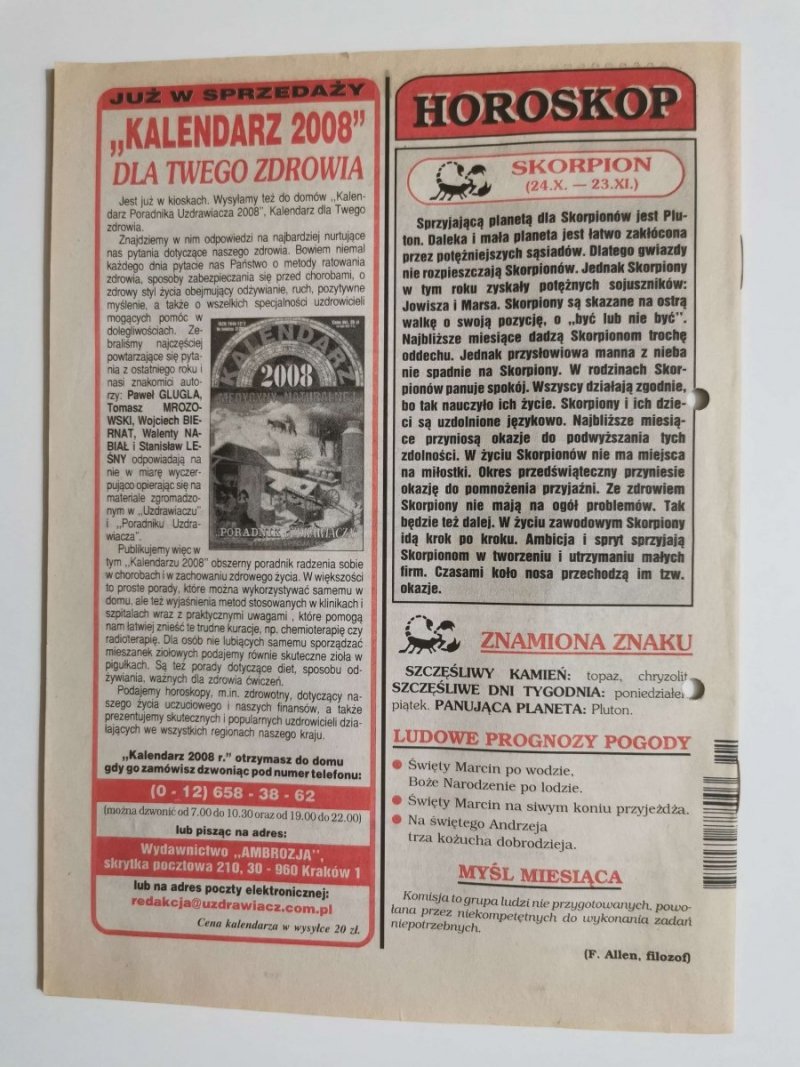 JUŻ W SPRZEDAŻY
„KALENDARZ 2008”
DLA TWEGO ZDROWIA
Jest już w kioskach. Wysyłamy też do domów „Kalen-
darz Poradnika Uzdrawiacza 2008”, Kalendarz dla Twego
zdrowia.
Znajdziemy w nim odpowiedzi na najbardziej nurtujące
nas pytania dotyczące naszego zdrowia. Bowiem niemal
każdego dnia pytacie nas Państwo o metody ratowania
zdrowia, sposoby zabezpieczania się przed chorobami, o
zdrowy styl życia obejmujący odżywianie, ruch, pozytywne
myślenie, a także o wszelkich specjalności uzdrowicieli
mogących pomóc w
dolegliwościach. Ze-
braliśmy najczęściej
powtarzające się pyta-
nia z ostatniego roku i
nasi znakomici auto-
rzy: Paweł GLUGLA,
Tomasz MROZO-
WSKI, Wojciech BIE-
RNAT, Walenty NA-
BIAŁ i Stanisław LE-
ŚNY odpowiadają na
nie w miarę wyczer-
pująco opierając się na
materiale zgromadzo-
nym w „Uzdrawiaczu”
i „Poradniku Uzdra-
wiacza”.
KALENDARZ
2008
MEDYCYNY NATURALNEJ
„PORADNIK UZDRAWIACZA”
Publikujemy więc w
tym „Kalendarzu 2008” obszerny poradnik radzenia sobie
w chorobach i w zachowaniu zdrowego życia. W większości
to proste porady, które można wykorzystywać samemu w
domu, ale też wyjaśnienia metod stosowanych w klinikach i
szpitalach wraz z praktycznymi uwagami , które pomogą
nam łatwiej znieść te trudne kuracje, np. chemioterapię czy
radioterapię. Dla osób nie lubiących samemu sporządzać
mieszanek ziołowych podajemy równie skuteczne zioła w
pigułkach. Są też porady dotyczące diet, sposobu od-
żywiania, ważnych dla zdrowia ćwiczeń.
Podajemy horoskopy, m.in. zdrowotny, dotyczący na-
szego życia uczuciowego i naszych finansów, a także
prezentujemy skutecznych i popularnych uzdrowicieli dzia-
łających we wszystkich regionach naszego kraju.
„Kalendarz 2008 r.” otrzymasz do domu
gdy go zamówisz dzwoniąc pod numer telefonu:
(0 - 12) 658 - 38 - 62
(można dzwonić od 7.00 do 10.30 oraz od 19.00 do 22.00)
lub pisząc na adres:
Wydawnictwo „AMBROZJA”,
skrytka pocztowa 210, 30 - 960 Kraków 1
lub na adres poczty elektronicznej:
redakcja@uzdrawiacz.com.pl
Cena kalendarza w wysyłce 20 zł.
HOROSKOP
SKORPION
(24.X. — 23.XI.)
Sprzyjającą planetą dla Skorpionów jest Plu-
ton. Daleka i mała planeta jest łatwo zakłócona
przez potężniejszych sąsiadów. Dlatego gwiazdy
nie rozpieszczają Skorpionów. Jednak Skorpiony
w tym roku zyskały potężnych sojuszników:
Jowisza i Marsa. Skorpiony są skazane na ostrą
walkę o swoją pozycję, o „być lub nie być”.
Najbliższe miesiące dadzą Skorpionom trochę
oddechu. Jednak przysłowiowa manna z nieba
nie spadnie na Skorpiony. W rodzinach Skor-
pionów panuje spokój. Wszyscy działają zgodnie,
bo tak nauczyło ich życie. Skorpiony i ich dzie-
ci są uzdolnione językowo. Najbliższe miesią-
ce przyniosą okazje do podwyższania tych
zdolności. W życiu Skorpionów nie ma miejsca
na miłostki. Okres przedświąteczny przyniesie
okazję do pomnożenia przyjaźni. Ze zdrowiem
Skorpiony nie mają na ogół problemów. Tak
będzie też dalej. W życiu zawodowym Skorpiony
idą krok po kroku. Ambicja i spryt sprzyjają
Skorpionom w tworzeniu i utrzymaniu małych
firm. Czasami koło nosa przechodzą im tzw.
okazje.
ZNAMIONA ZNAKU
SZCZĘŚLIWY KAMIEŃ: topaz, chryzolit
SZCZĘŚLIWE DNI TYGODNIA: poniedziałe
piątek. PANUJĄCA PLANETA: Pluton.
LUDOWE PROGNOZY POGODY
● Święty Marcin po wodzie,
Boże Narodzenie po lodzie.
● Święty Marcin na siwym koniu przyjeżdża.
● Na świętego Andrzeja
trza kożucha dobrodzieja.
MYŚL MIESIĄCA
Komisja to grupa ludzi nie przygotowanych, powo-
łana przez niekompetętnych do wykonania zadań
niepotrzebnych.
(F. Allen, filozof)